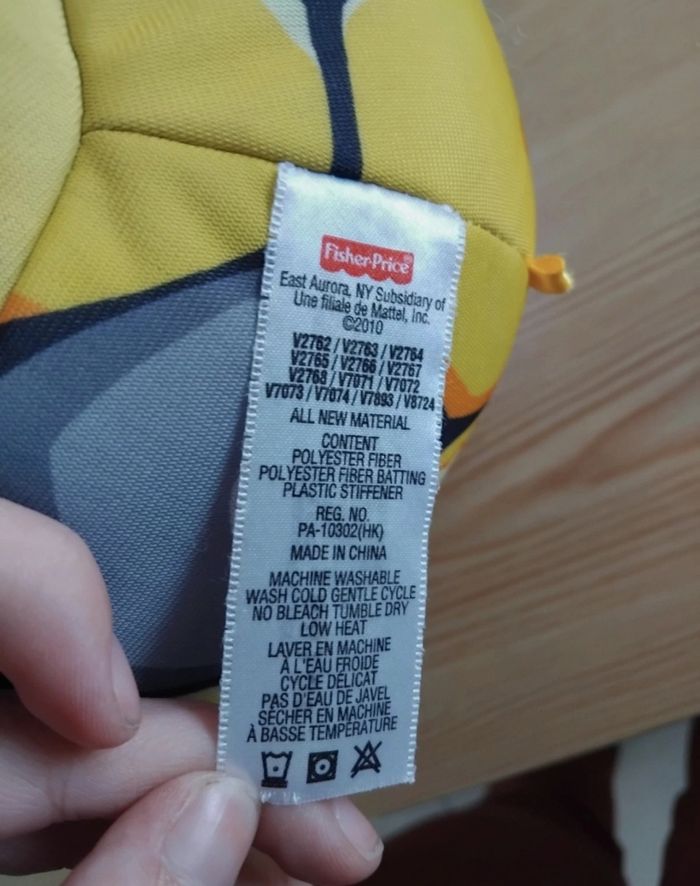 Fisher-Price®
East Aurora, NY Subsidiary of
Une filiale de Mattel, Inc.
©2010
V2762 / V2763 / V2764
V2765 / V2766 / V2767
V2768 / V7071 / V7072
V7073 / V7074 / V7893 / V8724
ALL NEW MATERIAL
CONTENT
POLYESTER FIBER
POLYESTER FIBER BATTING
PLASTIC STIFFENER
REG. NO.
PA-10302(HK)
MADE IN CHINA
MACHINE WASHABLE
WASH COLD GENTLE CYCLE
NO BLEACH TUMBLE DRY
LOW HEAT
LAVER EN MACHINE
À L'EAU FROIDE
CYCLE DÉLICAT
PAS D'EAU DE JAVEL
SÉCHER EN MACHINE
À BASSE TEMPÉRATURE